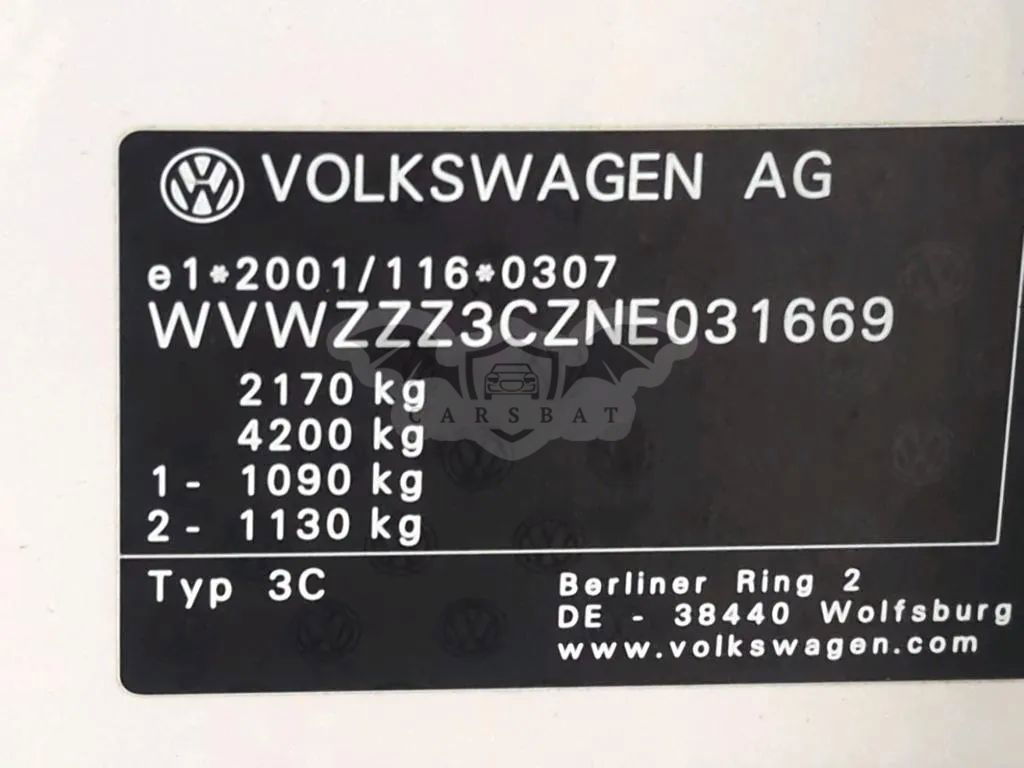 VOLKSWAGEN AG
e1*2001/116*0307
WVWZZZ3CZNE031669
2170 kg
4200 kg
1- 1090 kg
2- 1130 kg
CARSBAT
Typ 3C
Berliner Ring 2
DE - 38440 Wolfsburg
www.volkswagen.com